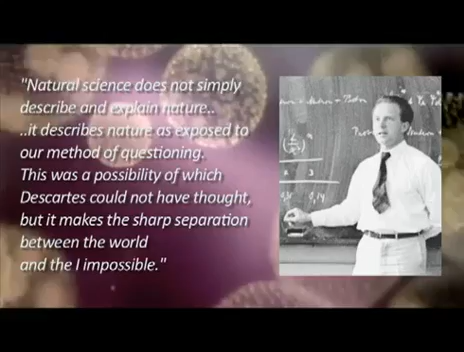 "Natural science does not simply
describe and explain nature..
..it describes nature as exposed to
our method of questioning.
This was a possibility of which
Descartes could not have thought,
but it makes the sharp separation
between the world
and the I impossible."